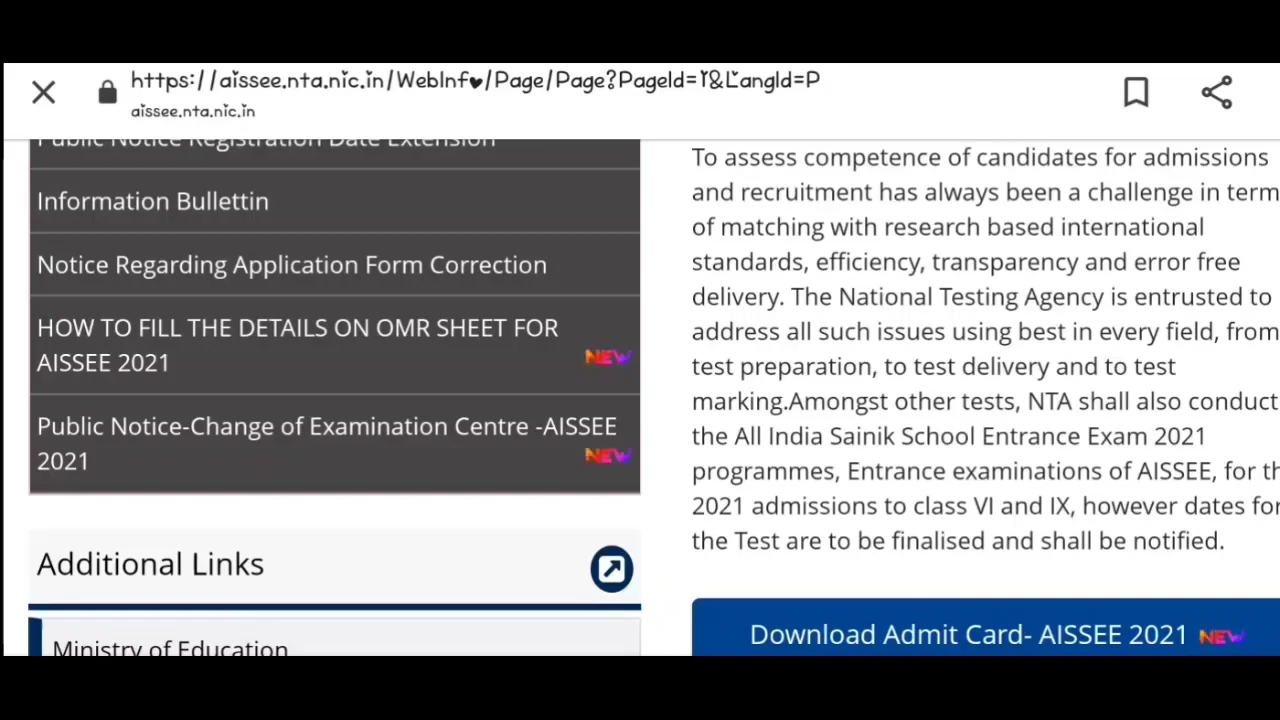 https://aissee.nta.nic.in/WebInf♥/Page/Page?PageId=1&LangId=P
aissee.nta.nic.in
Public Notice Registration Date Extension
Information Bullettin
Notice Regarding Application Form Correction
HOW TO FILL THE DETAILS ON OMR SHEET FOR
AISSEE 2021
NEW
Public Notice-Change of Examination Centre -AISSEE
2021
NEW
Additional Links
Ministry of Education
To assess competence of candidates for admissions
and recruitment has always been a challenge in term
of matching with research based international
standards, efficiency, transparency and error free
delivery. The National Testing Agency is entrusted to
address all such issues using best in every field, from
test preparation, to test delivery and to test
marking.Amongst other tests, NTA shall also conduct
the All India Sainik School Entrance Exam 2021
programmes, Entrance examinations of AISSEE, for th
2021 admissions to class VI and IX, however dates for
the Test are to be finalised and shall be notified.
Download Admit Card- AISSEE 2021 NEW